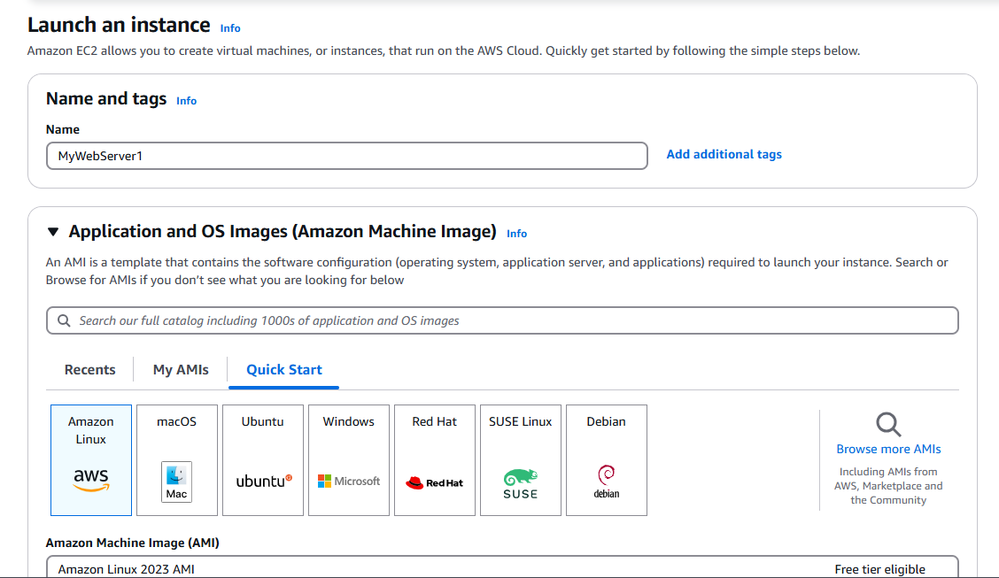 Launch an instance Info
Amazon EC2 allows you to create virtual machines, or instances, that run on the AWS Cloud. Quickly get started by following the simple steps below.
Name and tags Info
Name
MyWebServer1
Add additional tags
Application and OS Images (Amazon Machine Image) Info
An AMI is a template that contains the software configuration (operating system, application server, and applications) required to launch your instance. Search or
Browse for AMIs if you don't see what you are looking for below
Search our full catalog including 1000s of application and OS images
Recents
My AMIs
Quick Start
Amazon
Linux
aws
macOS
Mac
Ubuntu
ubuntu
Windows
Microsoft
Red Hat
Red Hat
SUSE Linux
SUSE
Debian
debian
Browse more AMIs
Including AMIs from
AWS, Marketplace and
the Community
Amazon Machine Image (AMI)
Amazon Linux 2023 AMI
Free tier eligible